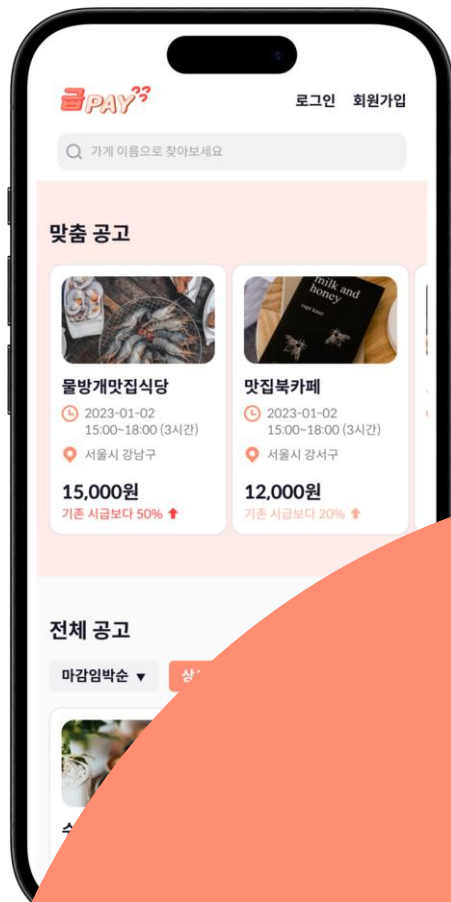 급PAY
로그인 회원가입
가게 이름으로 찾아보세요
맞춤 공고
milk and
honey
rupi kaur
물방개맛집식당
2023-01-02
15:00~18:00 (3시간)
서울시 강남구
15,000원
기존 시급보다 50%
맛집북카페
2023-01-02
15:00~18:00 (3시간)
서울시 강서구
12,000원
기존 시급보다 20%
전체 공고
마감임박순